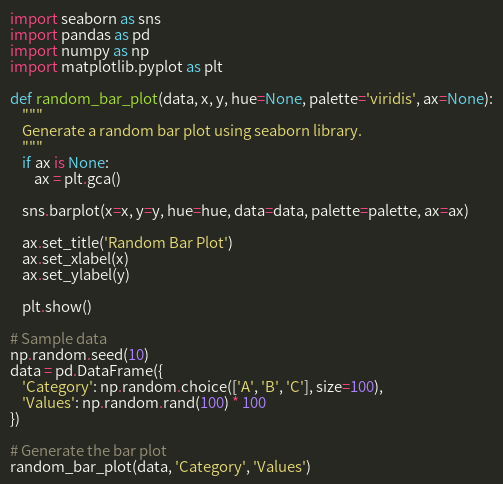 import seaborn as sns
import pandas as pd
import numpy as np
import matplotlib.pyplot as plt

def random_bar_plot(data, x, y, hue=None, palette='viridis', ax=None):
    """
    Generate a random bar plot using seaborn library.
    """
    if ax is None:
        ax = plt.gca()

    sns.barplot(x=x, y=y, hue=hue, data=data, palette=palette, ax=ax)

    ax.set_title('Random Bar Plot')
    ax.set_xlabel(x)
    ax.set_ylabel(y)

    plt.show()

# Sample data
np.random.seed(10)
data = pd.DataFrame({
    'Category': np.random.choice(['A', 'B', 'C'], size=100),
    'Values': np.random.rand(100) * 100
})

# Generate the bar plot
random_bar_plot(data, 'Category', 'Values')